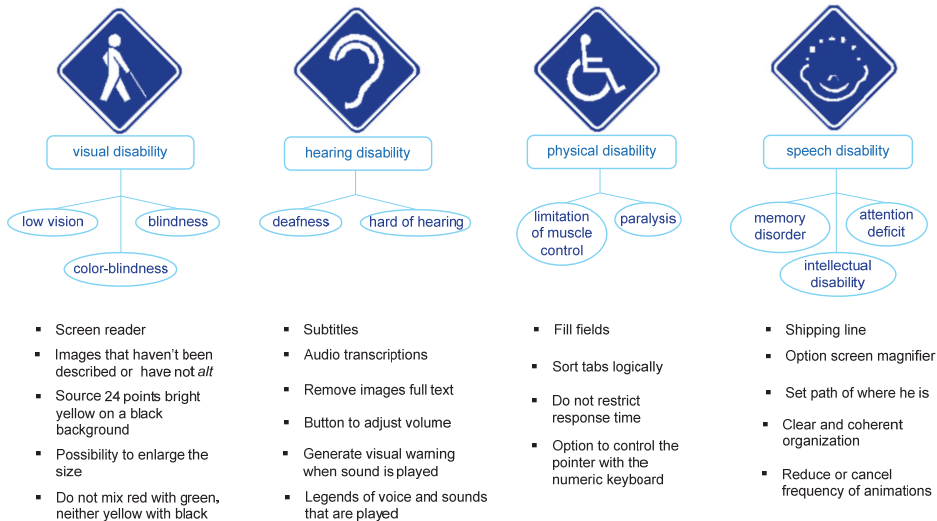 visual disability
low vision
blindness
color-blindness
Screen reader
Images that haven't been
described or have not alt
Source 24 points bright
yellow on a black
background
Possibility to enlarge the
size
Do not mix red with green,
neither yellow with black
hearing disability
deafness
hard of hearing
Subtitles
Audio transcriptions
Remove images full text
Button to adjust volume
Generate visual warning
when sound is played
Legends of voice and sounds
that are played
physical disability
limitation
of muscle
control
paralysis
Fill fields
Sort tabs logically
Do not restrict
response time
Option to control the
pointer with the
numeric keyboard
speech disability
memory
disorder
attention
deficit
intellectual
disability
Shipping line
Option screen magnifier
Set path of where he is
Clear and coherent
organization
Reduce or cancel
frequency of animations